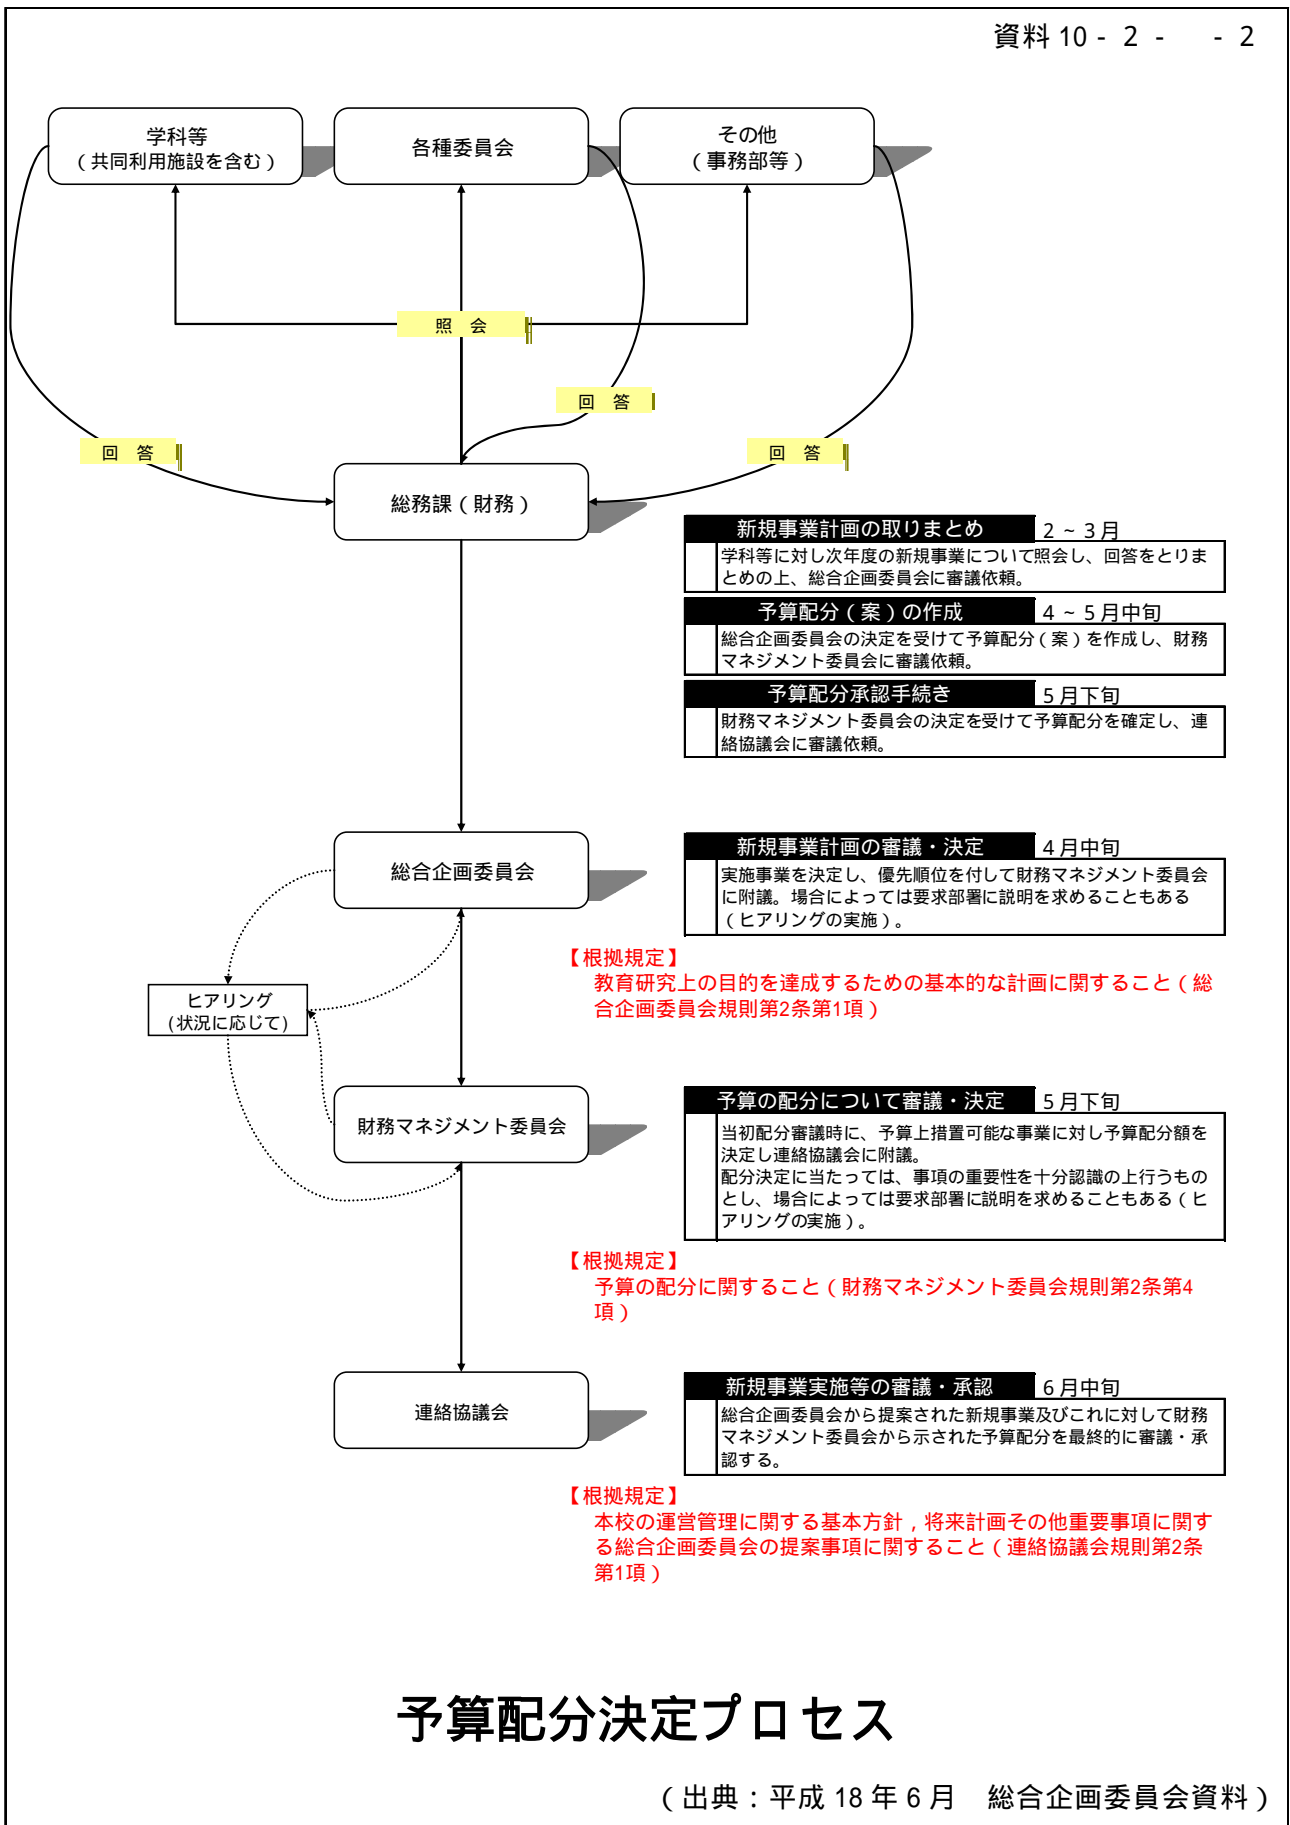 資料 10 - 2 -　 - 2
学科等
（共同利用施設を含む）
各種委員会
その他
（事務部等）
照　会
回　答
回　答
回　答
総務課（財務）
新規事業計画の取りまとめ　2 ~ 3月
学科等に対し次年度の新規事業について照会し、回答をとりま
とめの上、総合企画委員会に審議依頼。
予算配分（案）の作成　4 ~ 5月中旬
総合企画委員会の決定を受けて予算配分（案）を作成し、財務
マネジメント委員会に審議依頼。
予算配分承認手続き　5月下旬
財務マネジメント委員会の決定を受けて予算配分を確定し、連
絡協議会に審議依頼。
総合企画委員会
新規事業計画の審議・決定　4月中旬
実施事業を決定し、優先順位を付して財務マネジメント委員会
に附議。場合によっては要求部署に説明を求めることもある
（ヒアリングの実施）。
【根拠規定】
教育研究上の目的を達成するための基本的な計画に関すること（総
合企画委員会規則第2条第1項）
ヒアリング
(状況に応じて)
財務マネジメント委員会
予算の配分について審議・決定　5月下旬
当初配分審議時に、予算上措置可能な事業に対し予算配分額を
決定し連絡協議会に附議。
配分決定に当たっては、事項の重要性を十分認識の上行うもの
とし、場合によっては要求部署に説明を求めることもある（ヒ
アリングの実施）。
【根拠規定】
予算の配分に関すること（財務マネジメント委員会規則第2条第4
項）
連絡協議会
新規事業実施等の審議・承認　6月中旬
総合企画委員会から提案された新規事業及びこれに対して財務
マネジメント委員会から示された予算配分を最終的に審議・承
認する。
【根拠規定】
本校の運営管理に関する基本方針，将来計画その他重要事項に関す
る総合企画委員会の提案事項に関すること（連絡協議会規則第2条
第1項）
予算配分決定プロセス
（出典：平成 18 年 6 月　総合企画委員会資料）